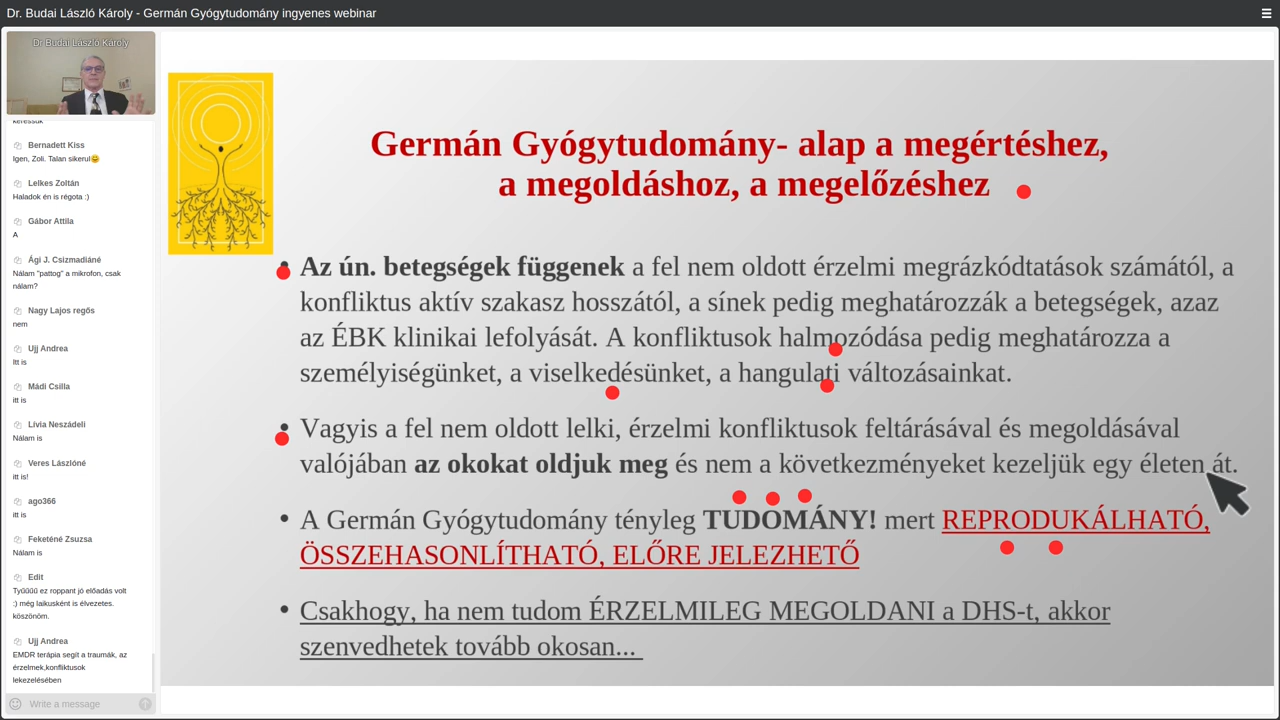 Dr. Budai László Károly - Germán Gyógytudomány ingyenes webinar
Dr Budai László Károly
Bernadett Kiss
Igen, Zoli. Talan sikerul😊
Lelkes Zoltán
Haladok én is régota :)
Gábor Attila
A
Ági J. Csizmadiáné
Nálam "pattog" a mikrofon, csak
nálam?
Nagy Lajos regős
nem
Ujj Andrea
Itt is
Mádi Csilla
itt is
Lívia Neszádeli
Nálam is
Veres Lászlóné
itt is!
ago366
itt is
Feketéné Zsuzsa
Nálam is
Edit
Tyűűűű ez roppant jó előadás volt
:) még laikusként is élvezetes.
köszönöm.
Ujj Andrea
EMDR terápia segít a traumák, az
érzelmek,konfliktusok
lekezelésében
Write a message
Germán Gyógytudomány- alap a megértéshez,
a megoldáshoz, a megelőzéshez
• Az ún. betegségek függenek a fel nem oldott érzelmi megrázkódtatások számától, a
konfliktus aktív szakasz hosszától, a sínek pedig meghatározzák a betegségek, azaz
az ÉBK klinikai lefolyását. A konfliktusok halmozódása pedig meghatározza a
személyiségünket, a viselkedésünket, a hangulati változásainkat.
• Vagyis a fel nem oldott lelki, érzelmi konfliktusok feltárásával és megoldásával
valójában az okokat oldjuk meg és nem a következményeket kezeljük egy életen át.
• A Germán Gyógytudomány tényleg TUDOMÁNY! mert REPRODUKÁLHATÓ,
ÖSSZEHASONLÍTHATÓ, ELŐRE JELEZHETŐ
• Csakhogy, ha nem tudom ÉRZELMILEG MEGOLDANI a DHS-t, akkor
szenvedhetek tovább okosan...